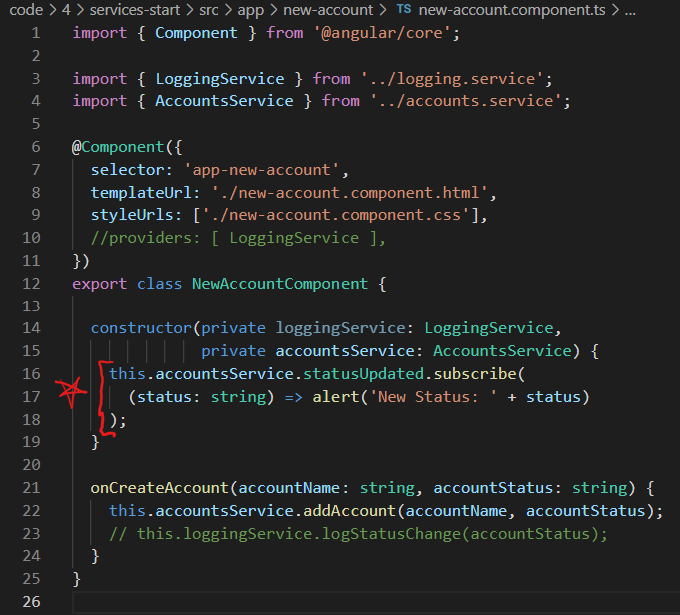 code > 4 > services-start > src > app > new-account > TS new-account.component.ts > ...
1 import { Component } from '@angular/core';
2
3 import { LoggingService } from '../logging.service';
4 import { AccountsService } from '../accounts.service';
5
6 @Component({
7   selector: 'app-new-account',
8   templateUrl: './new-account.component.html',
9   styleUrls: ['./new-account.component.css'],
10   //providers: [ LoggingService ],
11 })
12 export class NewAccountComponent {
13
14   constructor(private loggingService: LoggingService,
15               private accountsService: AccountsService) {
16     this.accountsService.statusUpdated.subscribe(
17       (status: string) => alert('New Status: ' + status)
18     );
19   }
20
21   onCreateAccount(accountName: string, accountStatus: string) {
22     this.accountsService.addAccount(accountName, accountStatus);
23     // this.loggingService.logStatusChange(accountStatus);
24   }
25 }
26